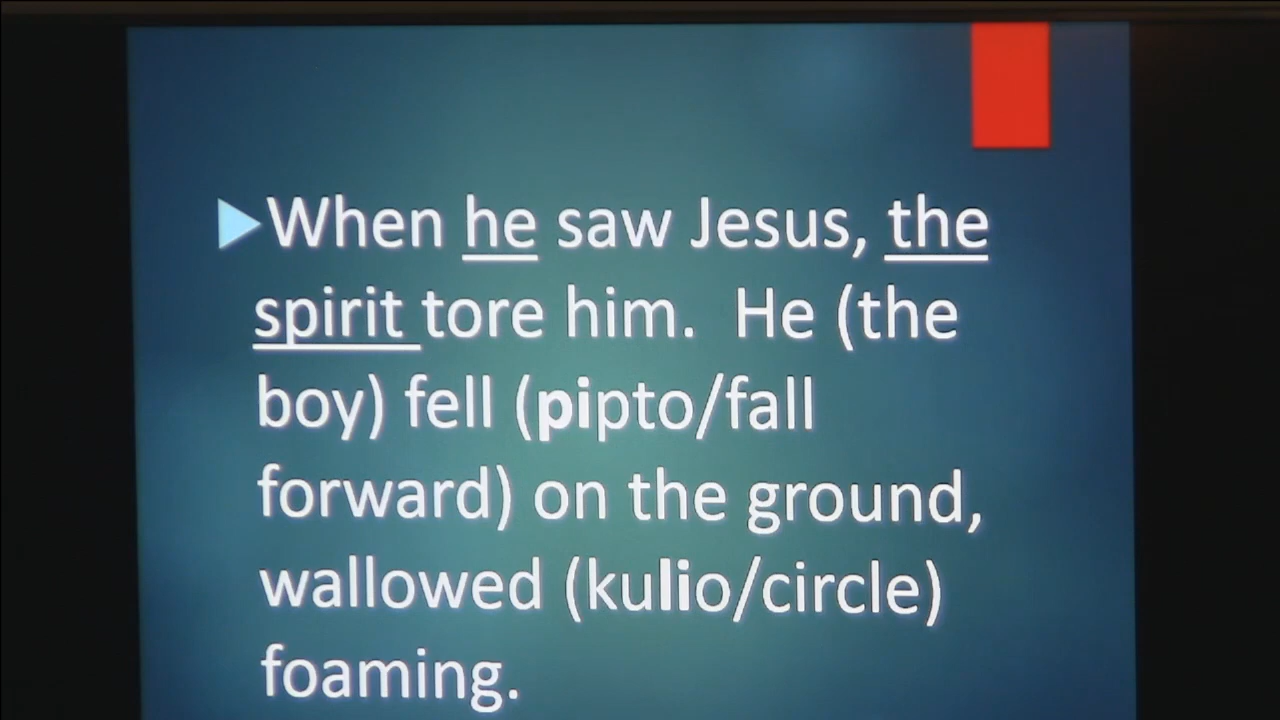 When he saw Jesus, the
spirit tore him.  He (the
boy) fell (pipto/fall
forward) on the ground,
wallowed (kulio/circle)
foaming.